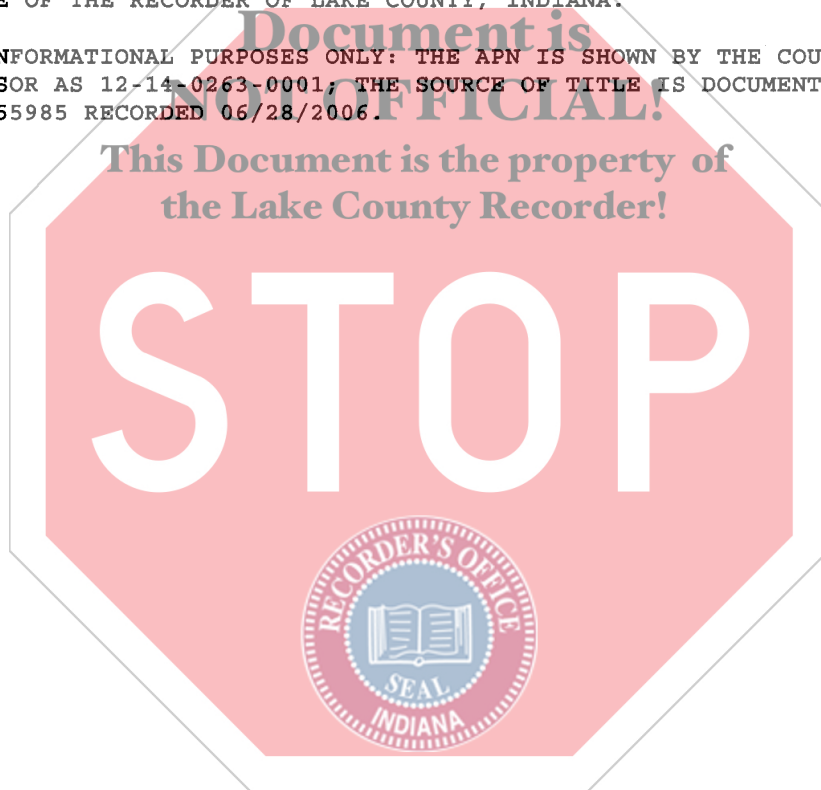 E OF THE RECORDER OF LAKE COUNTY, INDIANA.
Document is
NFORMATIONAL PURPOSES ONLY: THE APN IS SHOWN BY THE COU
SOR AS 12-14-0263-0001; THE SOURCE OF TITLE IS DOCUMENT
NOT OFFICIAL!
55985 RECORDED 06/28/2006.
This Document is the property of
the Lake County Recorder!
STOP
RECORDER'S OFFICE
SEAL
INDIANA